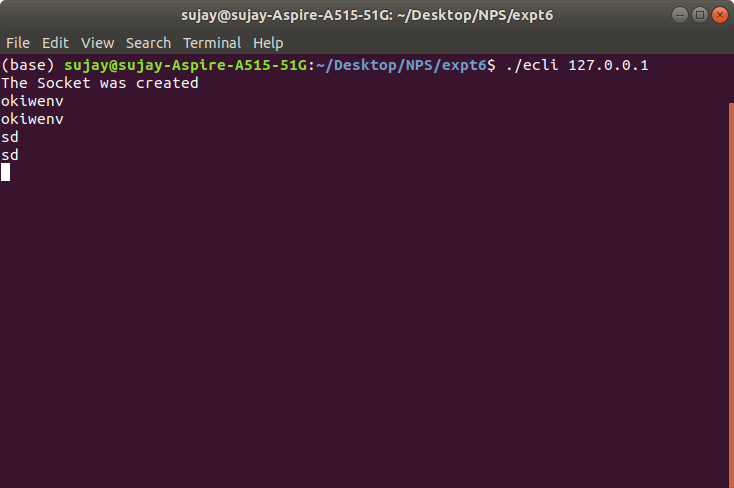 sujay@sujay-Aspire-A515-51G: ~/Desktop/NPS/expt6
File Edit View Search Terminal Help
(base) sujay@sujay-Aspire-A515-51G:~/Desktop/NPS/expt6$ ./ecli 127.0.0.1
The Socket was created
okiwenv
okiwenv
sd
sd